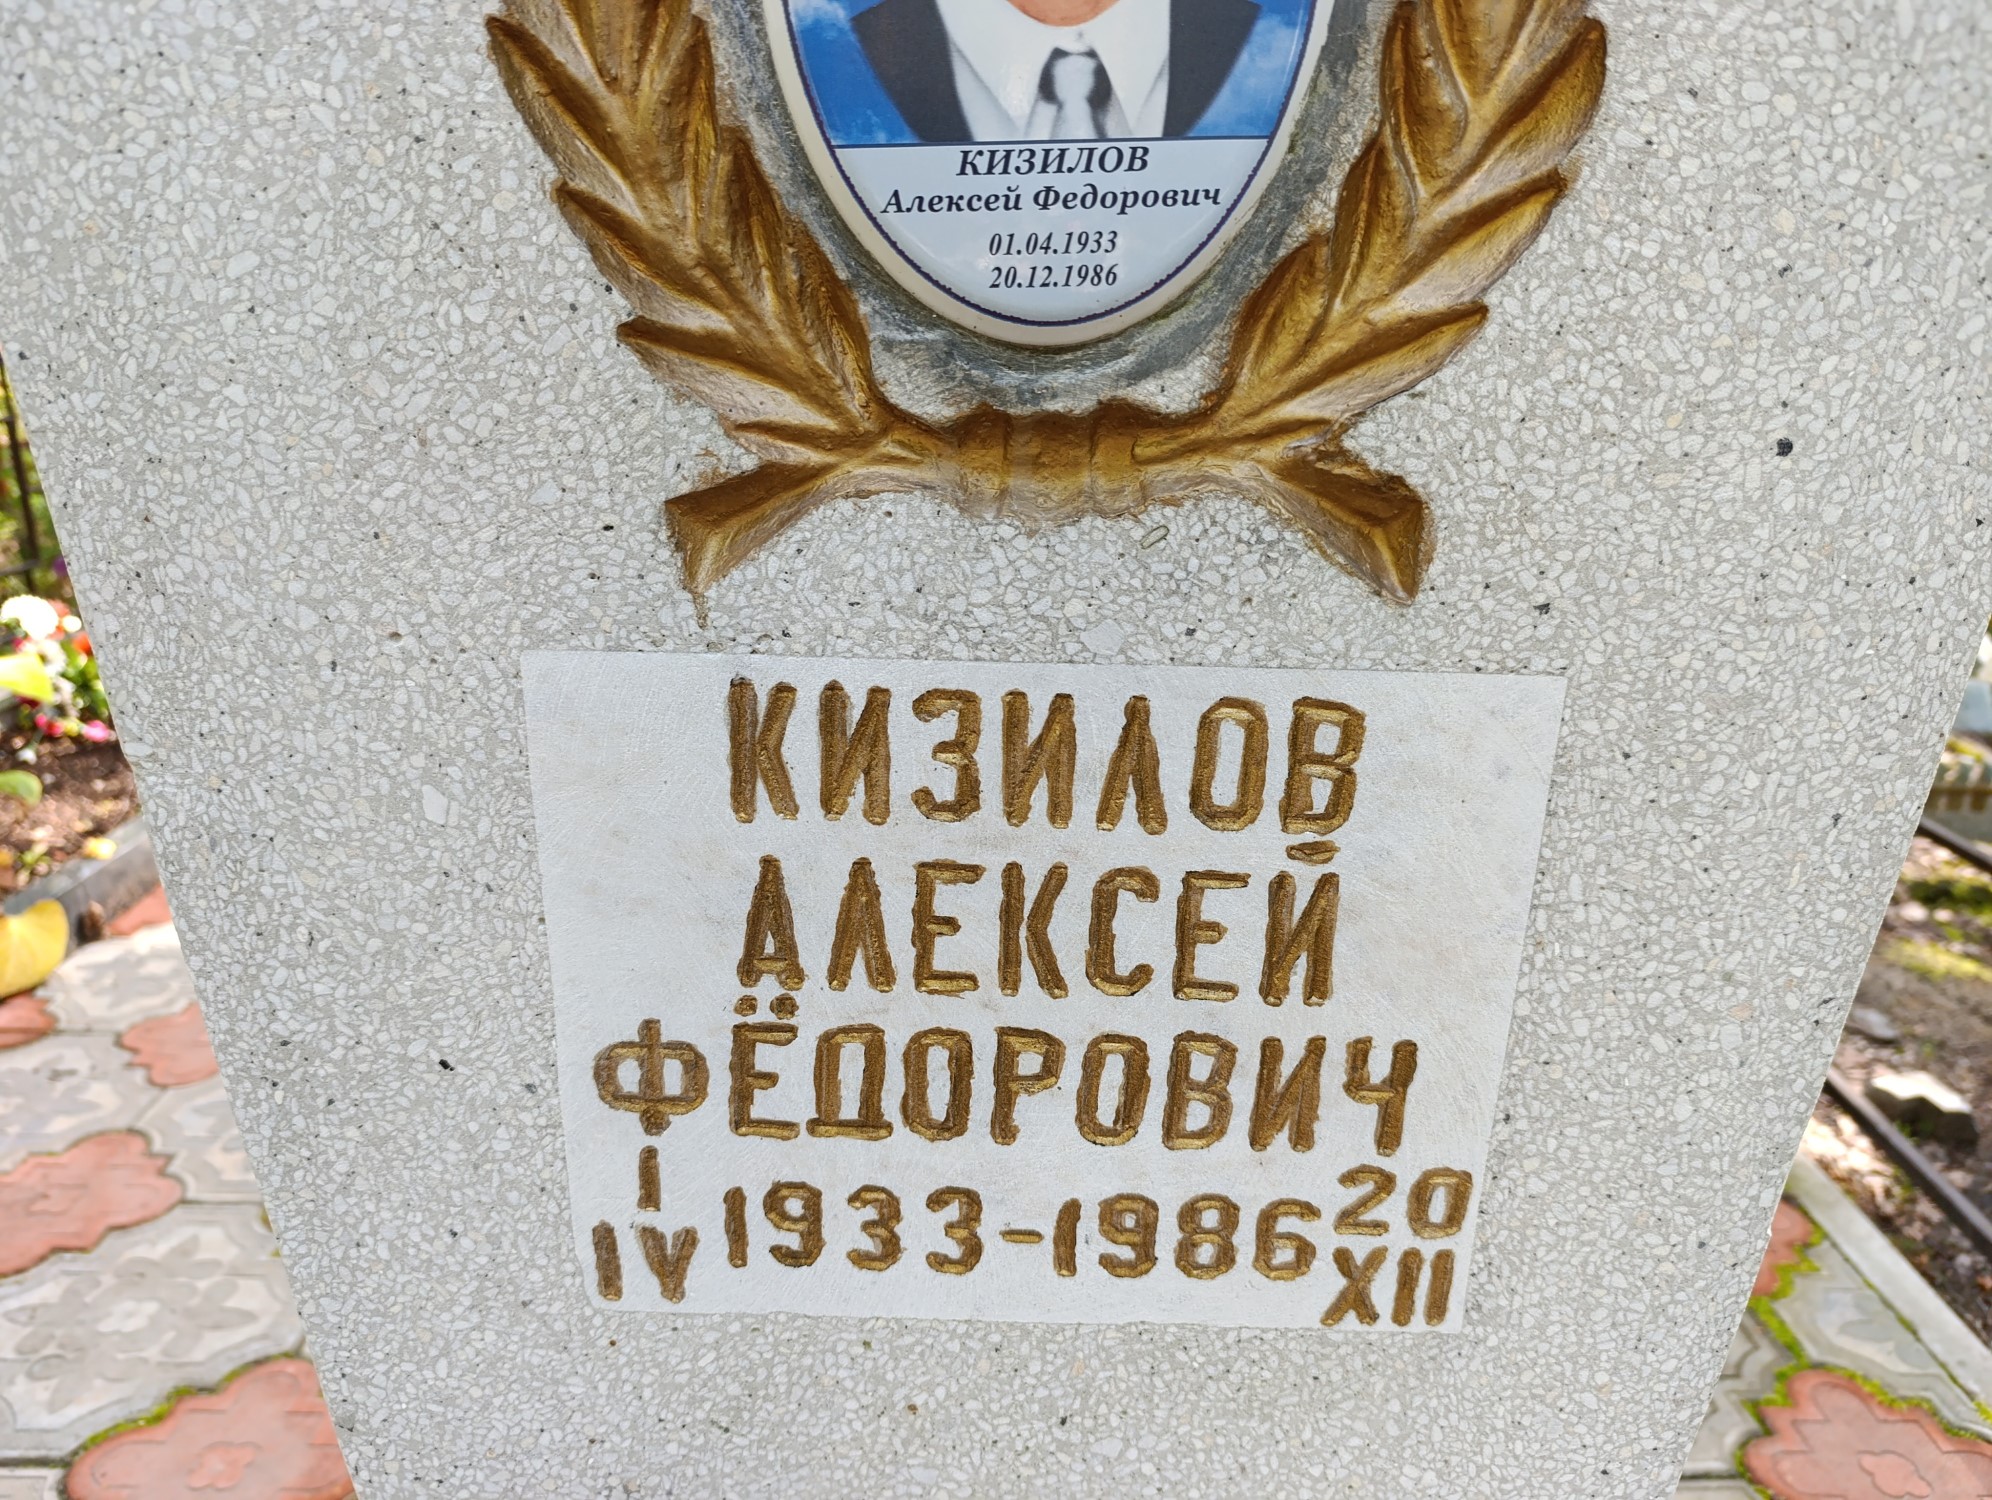 КИЗИЛОВ
Алексей Федорович
01.04.1933
20.12.1986
КИЗИЛОВ
АЛЕКСЕЙ
ФЁДОРОВИЧ
I 20
IV 1933-1986 XII